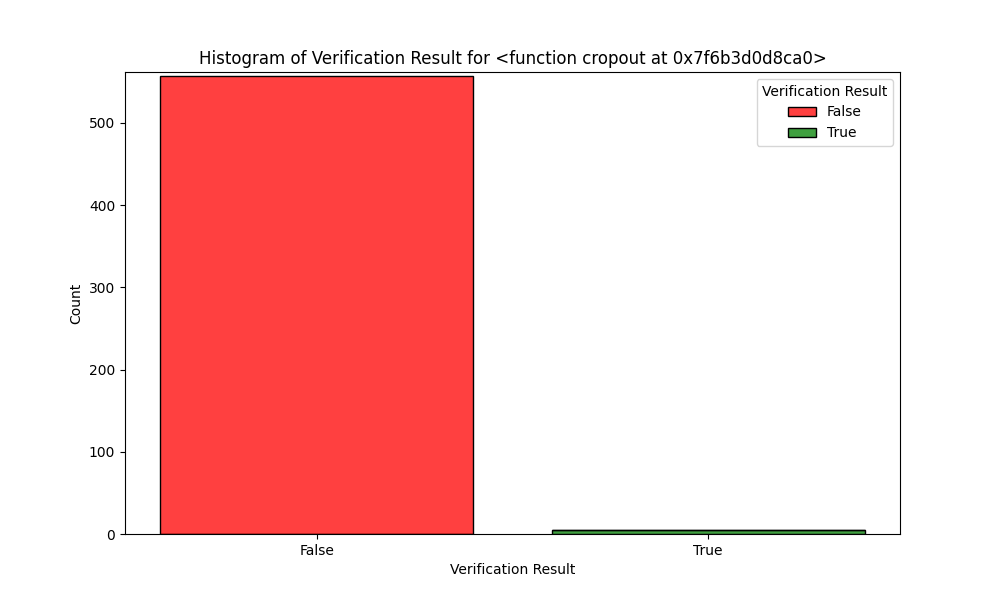 Histogram of Verification Result for <function cropout at 0x7f6b3d0d8ca0>
Verification Result
False
True
500
400
300
200
100
0
Count
False
True
Verification Result